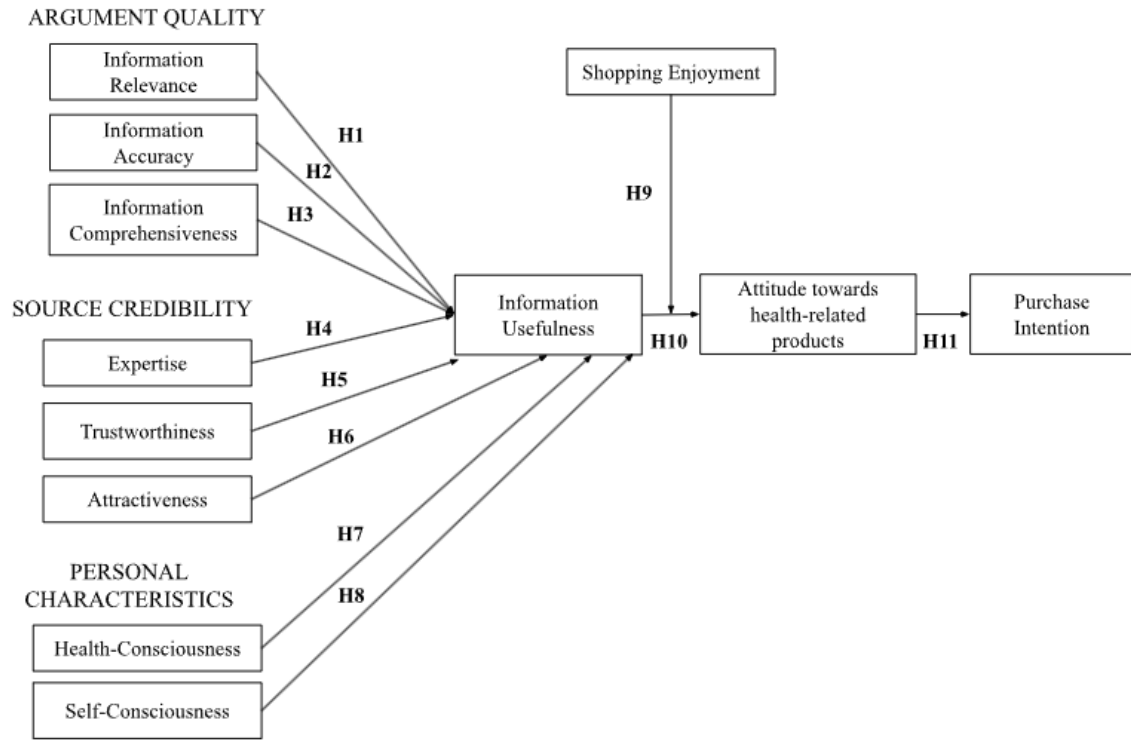 ARGUMENT QUALITY
Information
Relevance
Information
Accuracy
Information
Comprehensiveness
H1
H2
H3
Shopping Enjoyment
H9
SOURCE CREDIBILITY
Expertise
Trustworthiness
Attractiveness
H4
H5
H6
Information
Usefulness
H10
Attitude towards
health-related
products
H11
Purchase
Intention
PERSONAL
CHARACTERISTICS
Health-Consciousness
Self-Consciousness
H7
H8